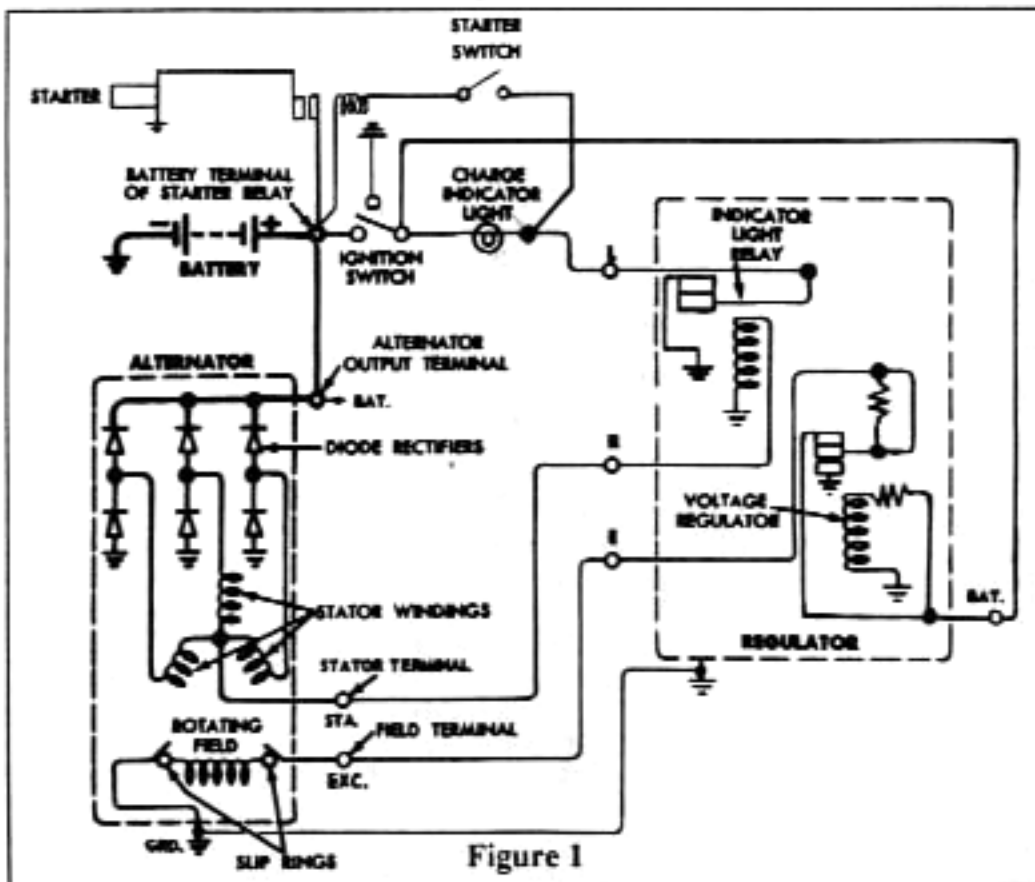 STARTER
SWITCH
STARTER
BATTERY TERMINAL
OF STARTER RELAY
CHARGE
INDICATOR
LIGHT
INDICATOR
LIGHT
RELAY
- +
BATTERY
IGNITION
SWITCH
L
ALTERNATOR
ALTERNATOR
OUTPUT TERMINAL
BAT.
DIODE RECTIFIERS
VOLTAGE
REGULATOR
BAT.
STATOR WINDINGS
REGULATOR
STATOR TERMINAL
STA.
ROTATING
FIELD
FIELD TERMINAL
EXC.
GRD.
SLIP RINGS
Figure 1